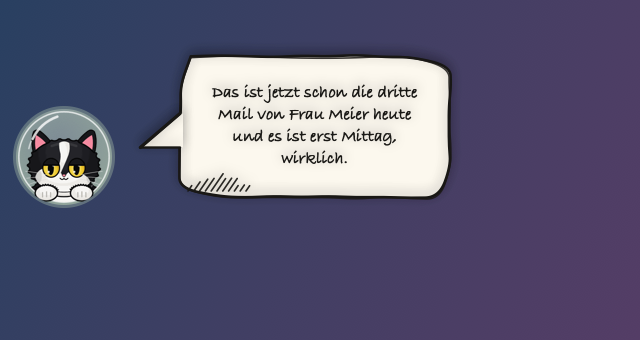 Das ist jetzt schon die dritte
Mail von Frau Meier heute
und es ist erst Mittag,
wirklich.